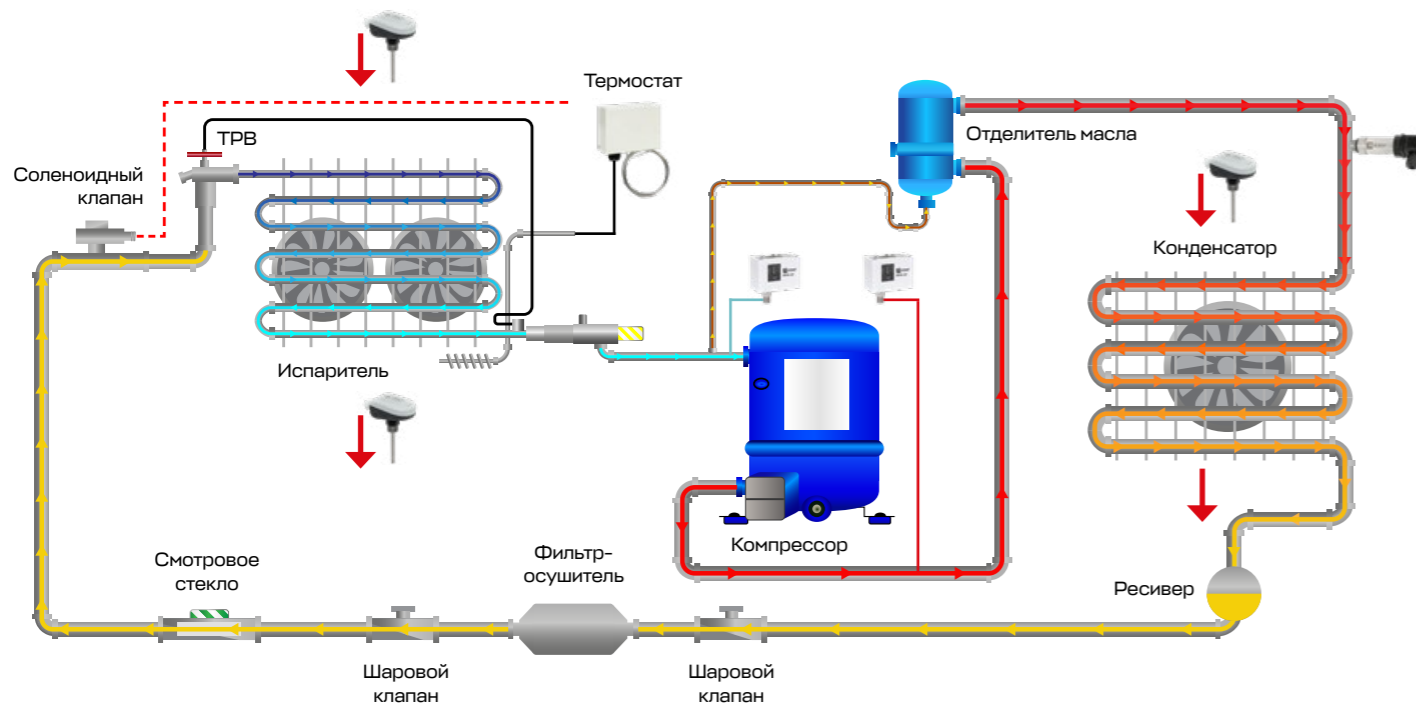 Термостат
ТРВ
Отделитель масла
Соленоидный
клапан
Конденсатор
Испаритель
Компрессор
Фильтр-
осушитель
Смотровое
стекло
Ресивер
Шаровой
клапан
Шаровой
клапан